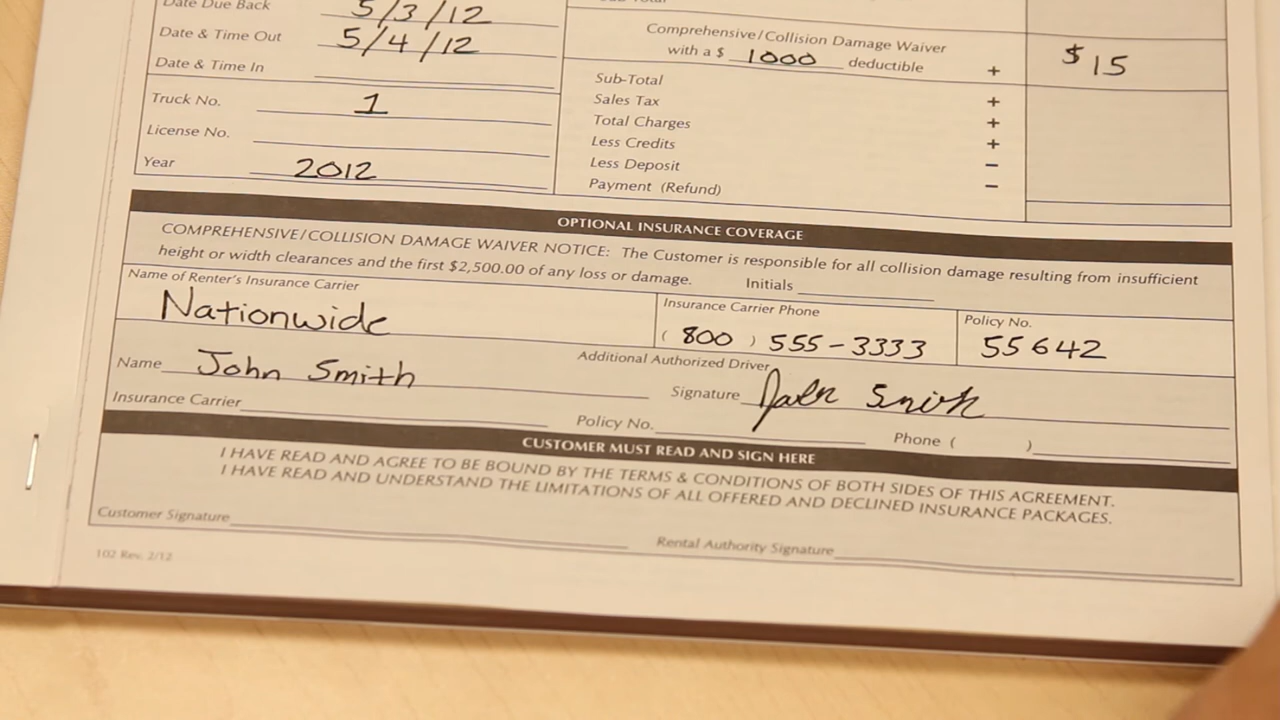 Date Due Back 5/3/12
Date & Time Out 5/4/12
Date & Time In
Truck No. 1
License No.
Year 2012
Comprehensive/Collision Damage Waiver
with a $ 1000 deductible + $15
Sub-Total
Sales Tax +
Total Charges +
Less Credits +
Less Deposit –
Payment (Refund) –
OPTIONAL INSURANCE COVERAGE
COMPREHENSIVE/COLLISION DAMAGE WAIVER NOTICE: The Customer is responsible for all collision damage resulting from insufficient
height or width clearances and the first $2,500.00 of any loss or damage. Initials
Name of Renter's Insurance Carrier
Nationwide
Insurance Carrier Phone
(800) 555-3333
Policy No.
55642
Additional Authorized Driver
Name John Smith Signature John Smith
Insurance Carrier Policy No. Phone ( )
CUSTOMER MUST READ AND SIGN HERE
I HAVE READ AND AGREE TO BE BOUND BY THE TERMS & CONDITIONS OF BOTH SIDES OF THIS AGREEMENT.
I HAVE READ AND UNDERSTAND THE LIMITATIONS OF ALL OFFERED AND DECLINED INSURANCE PACKAGES.
Customer Signature Rental Authority Signature
102 Rev. 2/12